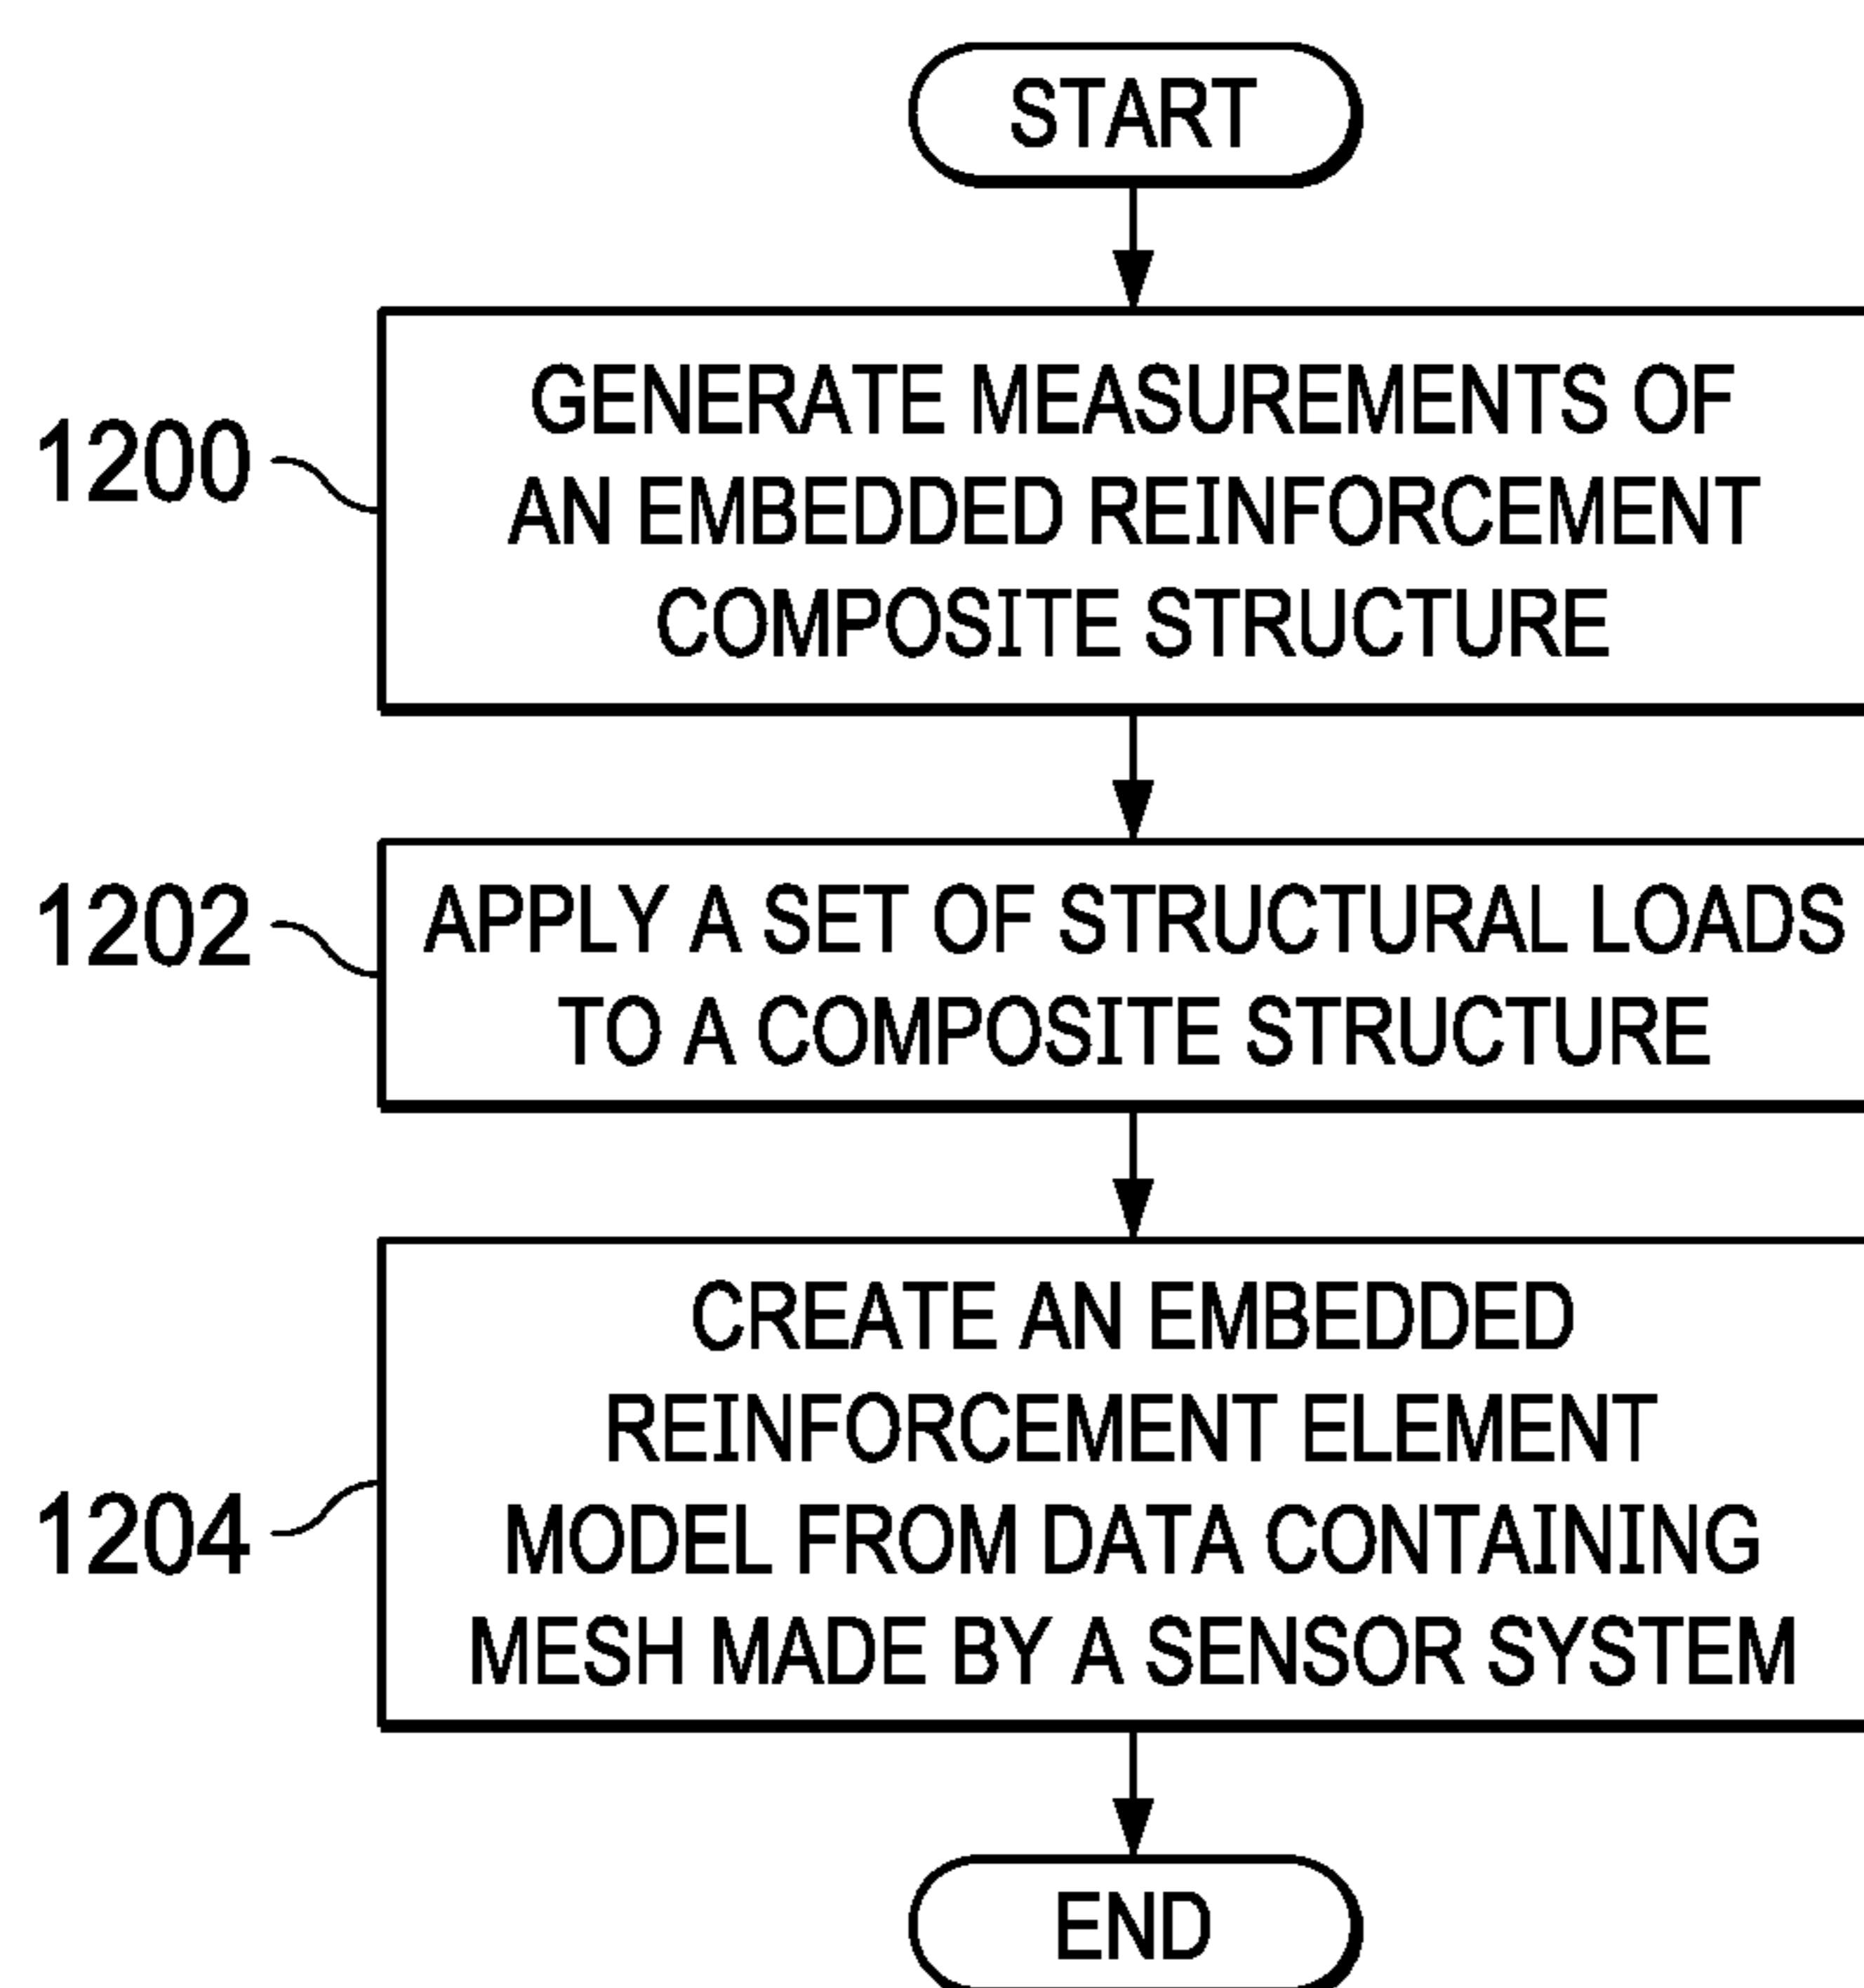 START
1200
GENERATE MEASUREMENTS OF
AN EMBEDDED REINFORCEMENT
COMPOSITE STRUCTURE
1202
APPLY A SET OF STRUCTURAL LOADS
TO A COMPOSITE STRUCTURE
1204
CREATE AN EMBEDDED
REINFORCEMENT ELEMENT
MODEL FROM DATA CONTAINING
MESH MADE BY A SENSOR SYSTEM
END